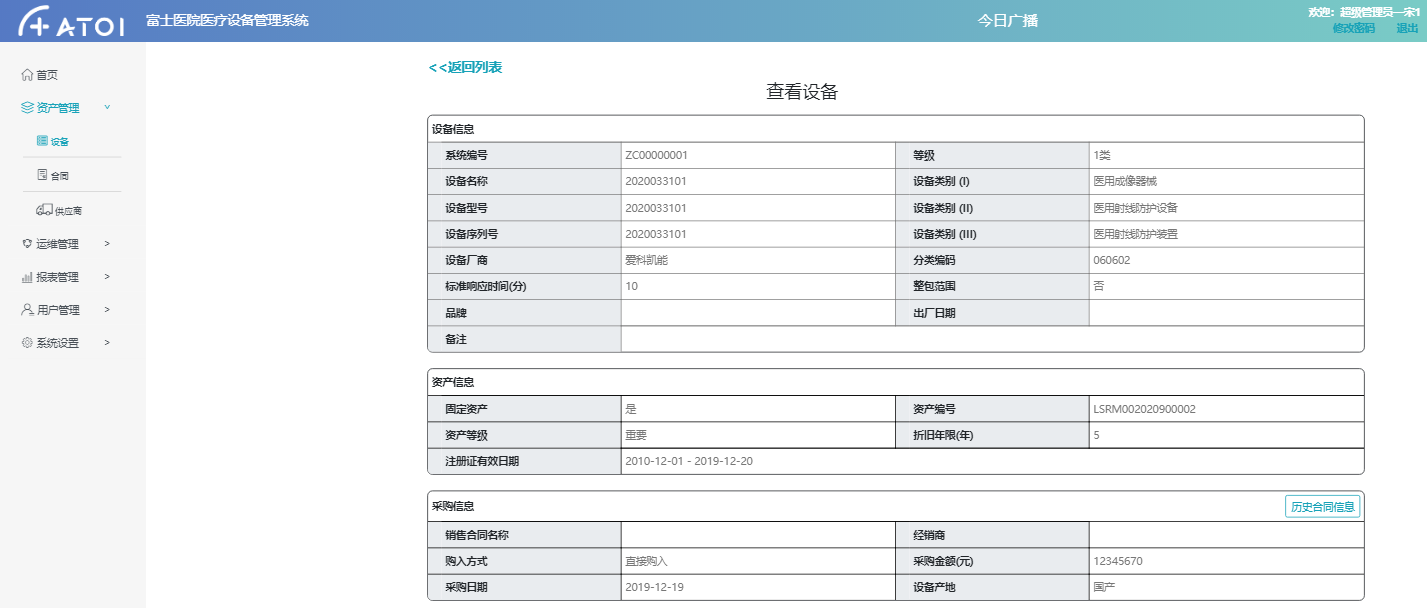 ATOI 富士医院医疗设备管理系统 今日广播 欢迎：超级管理员—宋1
修改密码 退出
首页
资产管理
设备
合同
供应商
运维管理 >
报表管理 >
用户管理 >
系统设置 >
<<返回列表
查看设备
设备信息
系统编号 ZC00000001 等级 1类
设备名称 2020033101 设备类别 (I) 医用成像器械
设备型号 2020033101 设备类别 (II) 医用射线防护设备
设备序列号 2020033101 设备类别 (III) 医用射线防护装置
设备厂商 爱科凯能 分类编码 060602
标准响应时间(分) 10 整包范围 否
品牌 出厂日期
备注
资产信息
固定资产 是 资产编号 LSRM002020900002
资产等级 重要 折旧年限(年) 5
注册证有效日期 2010-12-01 - 2019-12-20
采购信息 历史合同信息
销售合同名称 经销商
购入方式 直接购入 采购金额(元) 12345670
采购日期 2019-12-19 设备产地 国产